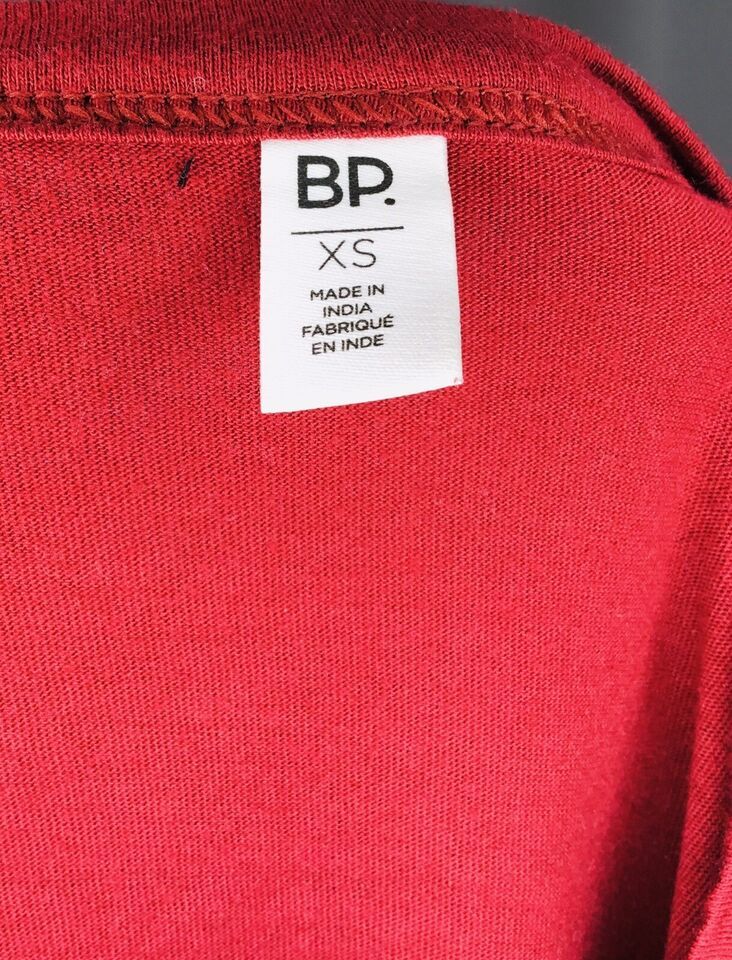 BP.
XS
MADE IN
INDIA
FABRIQUÉ
EN INDE